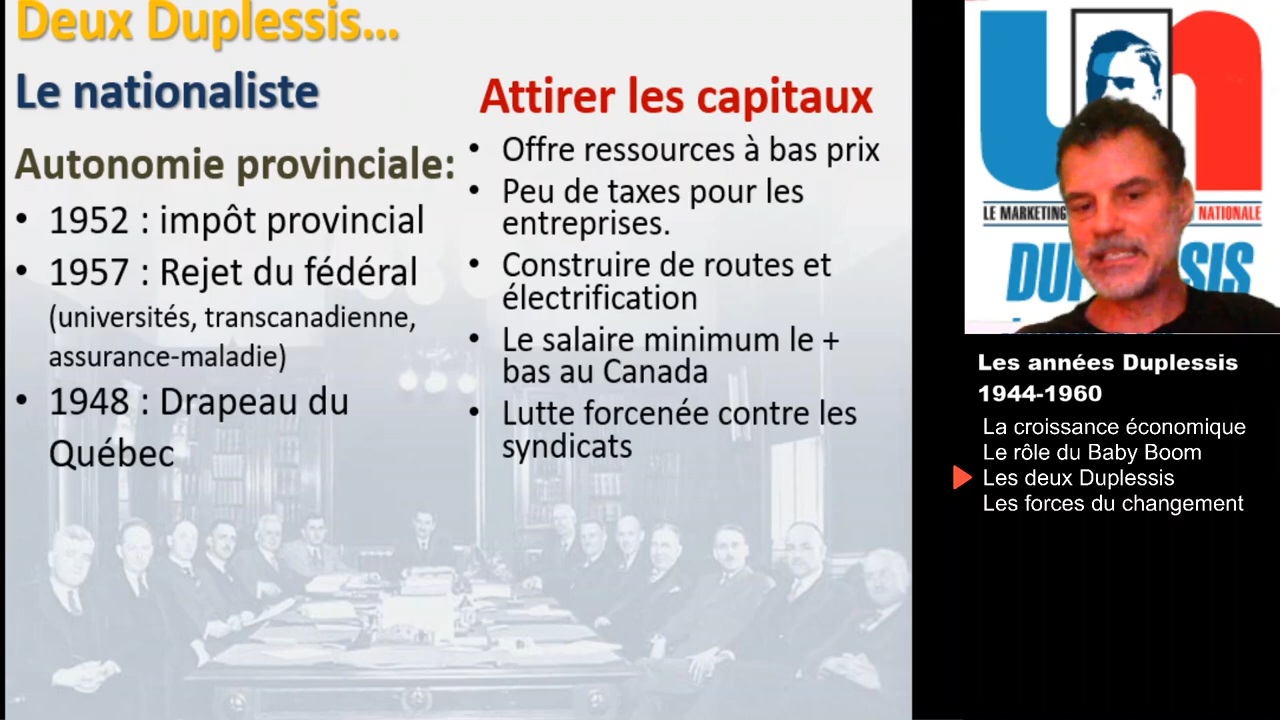 Deux Duplessis...
Le nationaliste
Autonomie provinciale:
• 1952 : impôt provincial
• 1957 : Rejet du fédéral
(universités, transcanadienne,
assurance-maladie)
• 1948 : Drapeau du
Québec
Attirer les capitaux
• Offre ressources à bas prix
• Peu de taxes pour les
entreprises.
• Construire de routes et
électrification
• Le salaire minimum le +
bas au Canada
• Lutte forcenée contre les
syndicats
un
LE MARKETING NATIONALE
Les années Duplessis
1944-1960
La croissance économique
Le rôle du Baby Boom
Les deux Duplessis
Les forces du changement